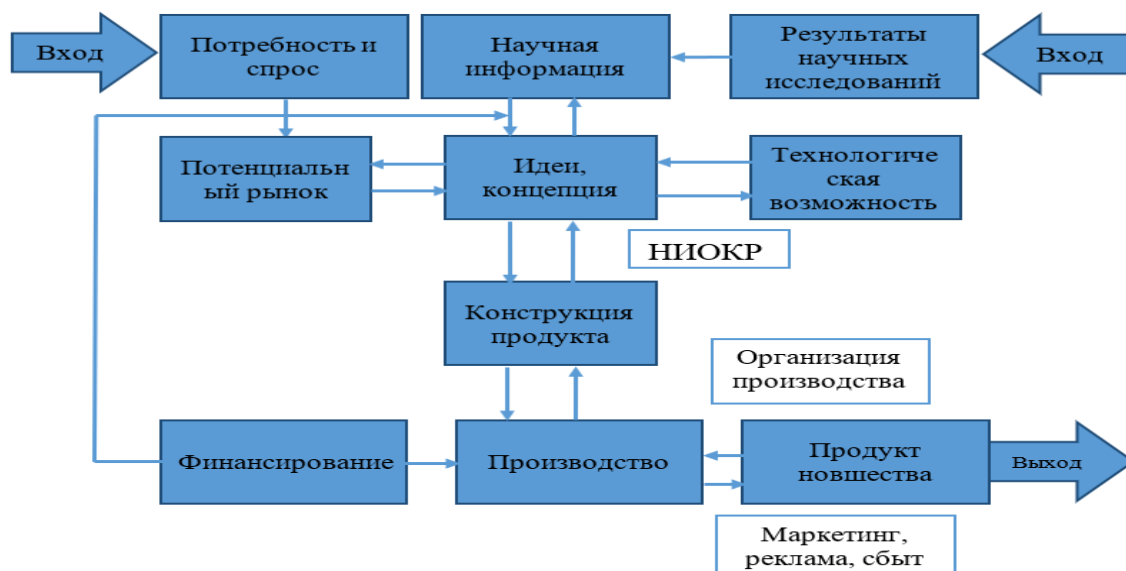 Вход
Потребность и
спрос
Научная
информация
Результаты
научных
исследований
Вход
Потенциальн
ый рынок
Идеи,
концепция
Технологиче
ская
возможность
НИОКР
Конструкция
продукта
Организация
производства
Финансирование
Производство
Продукт
новшества
Выход
Маркетинг,
реклама, сбыт